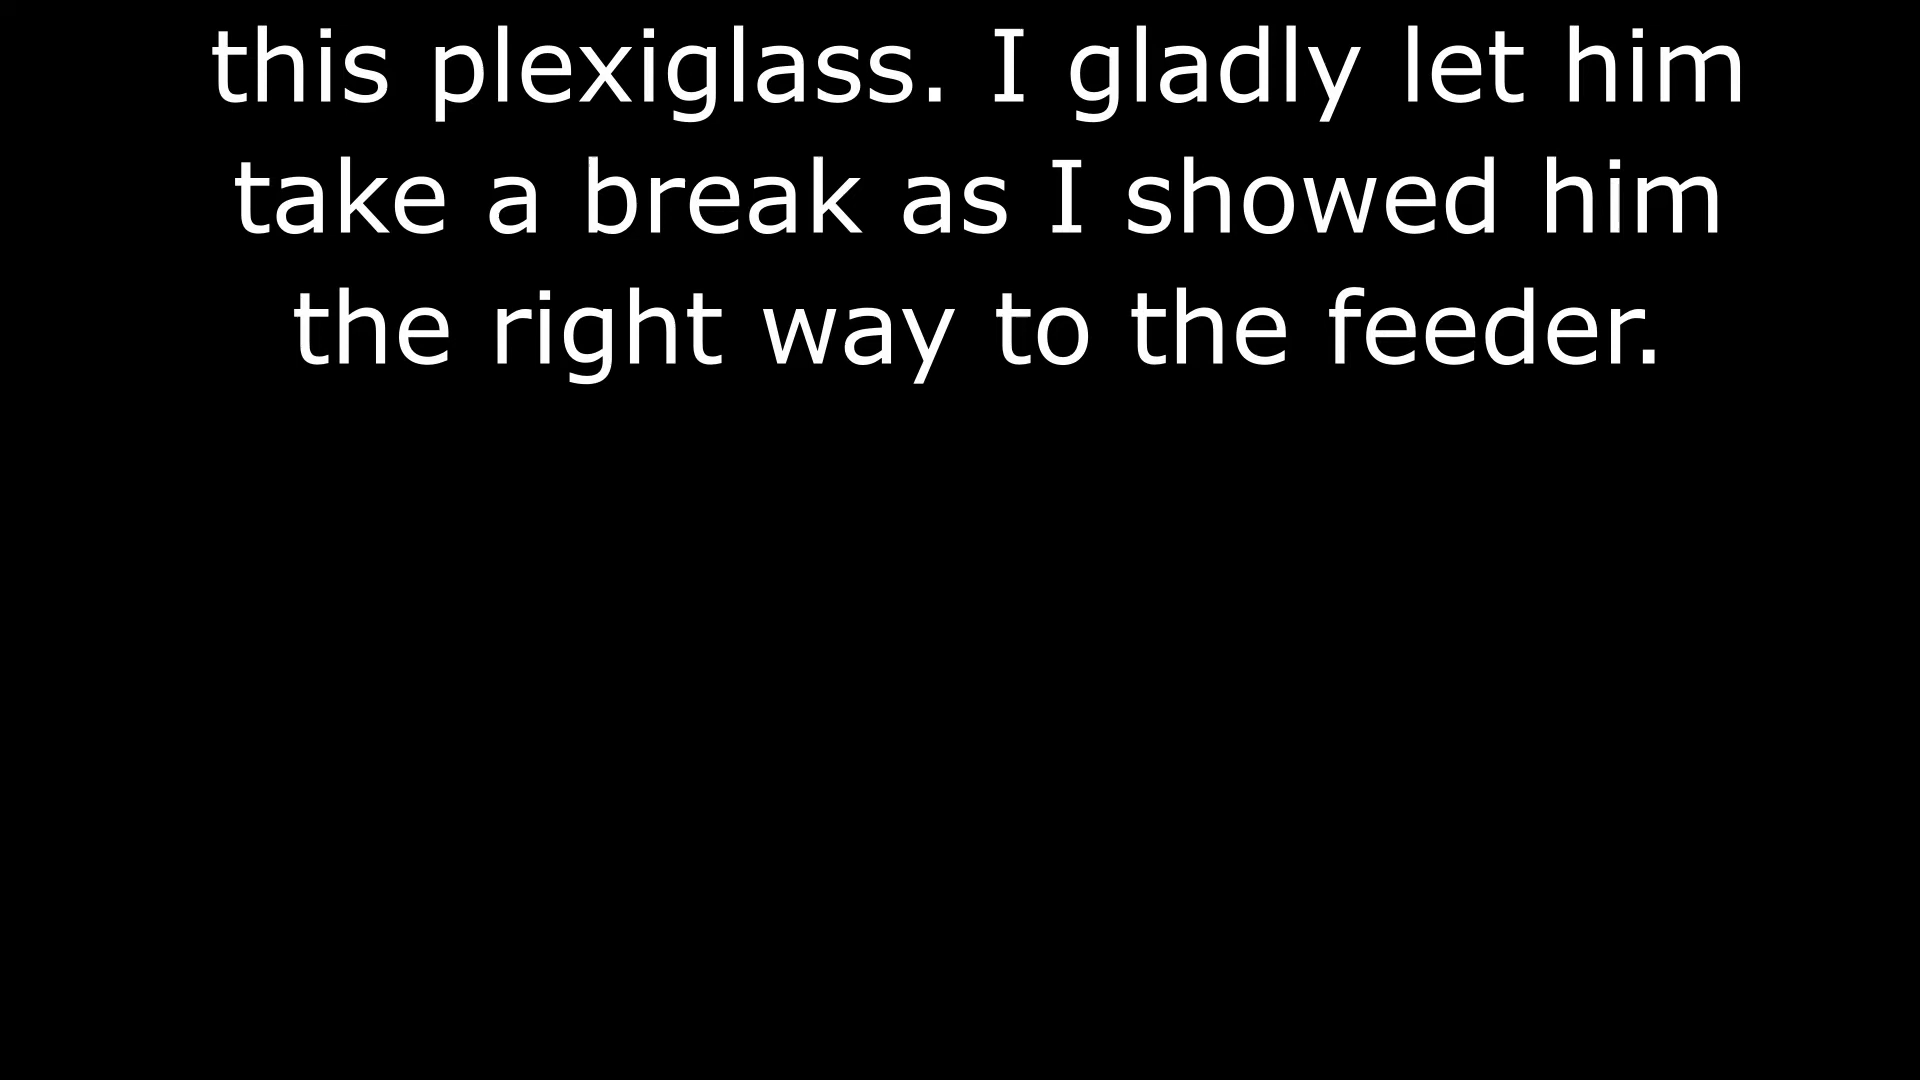 this plexiglass. I gladly let him
take a break as I showed him
the right way to the feeder.